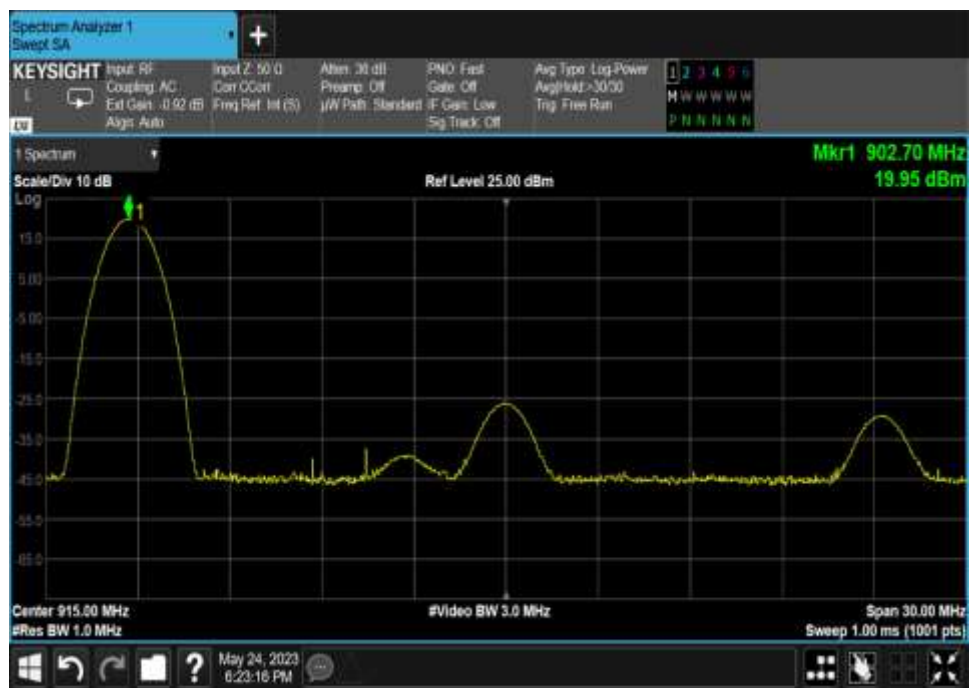 Spectrum Analyzer 1
Swept SA
+
KEYSIGHT Input: RF Input Z: 50 Ω Atten: 30 dB PNO: Fast Avg Type: Log-Power 1 2 3 4 5 6
L Coupling: AC Corr CCorr Preamp: Off Gate: Off Avg|Hold:>30/30 M W W W W W
Ext Gain: -0.92 dB Freq Ref: Int (S) µW Path: Standard IF Gain: Low Trig: Free Run
Align: Auto Sig Track: Off P N N N N N
1 Spectrum Mkr1 902.70 MHz
Scale/Div 10 dB Ref Level 25.00 dBm 19.95 dBm
Log
1
15.0
5.00
-5.00
-15.0
-25.0
-35.0
-45.0
-55.0
-65.0
Center 915.00 MHz #Video BW 3.0 MHz Span 30.00 MHz
#Res BW 1.0 MHz Sweep 1.00 ms (1001 pts)
? May 24, 2023
6:23:16 PM